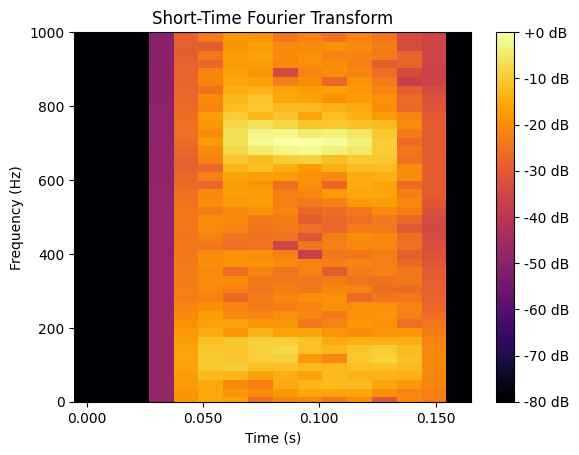 Short-Time Fourier Transform
1000
800
600
400
200
0
Frequency (Hz)
0.000
0.050
0.100
0.150
Time (s)
+0 dB
-10 dB
-20 dB
-30 dB
-40 dB
-50 dB
-60 dB
-70 dB
-80 dB